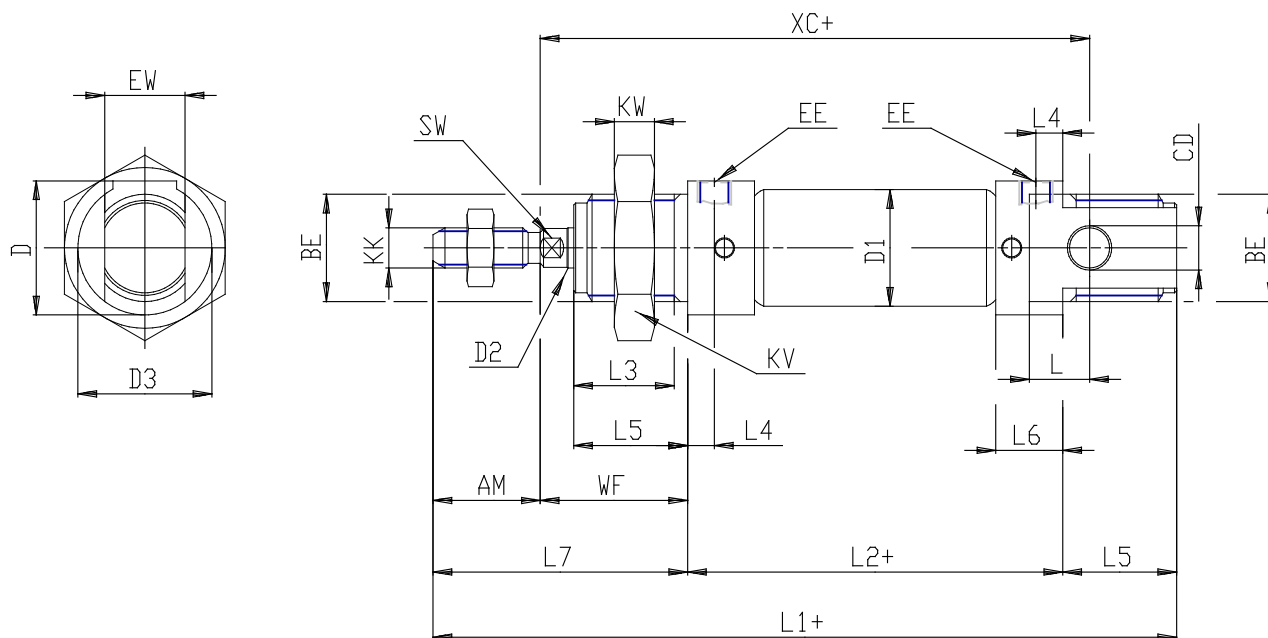 XC+
EW
KW
EE
EE
L4
SW
CD
D
BE
KK
D1
BE
D2
KV
D3
L3
L
L5
L4
L6
AM
WF
L7
L2+
L5
L1+